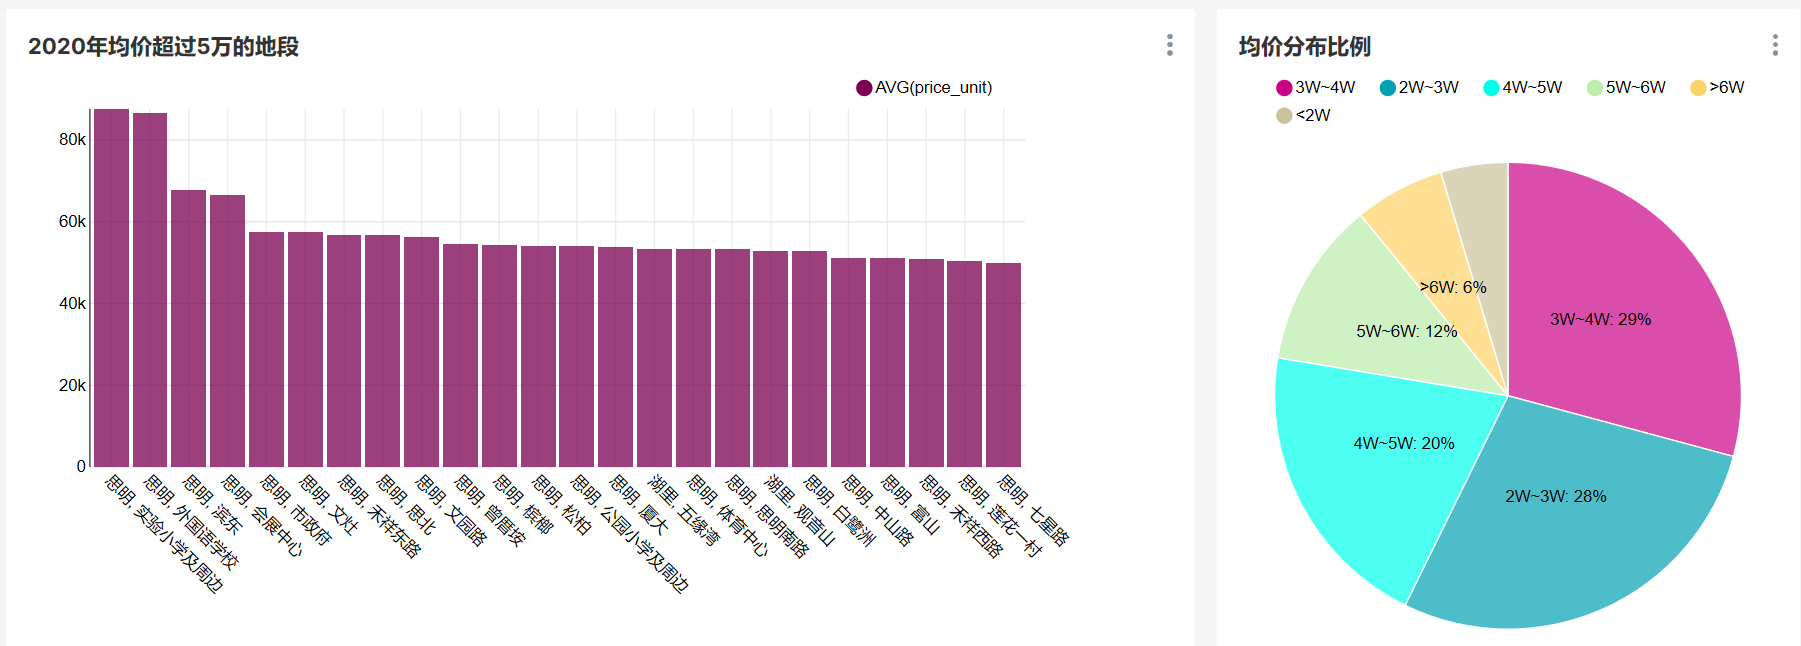 2020年均价超过5万的地段
AVG(price_unit)
80k
60k
40k
20k
0
思明, 实验小学及周边
思明, 外国语学校
思明, 滨东
思明, 会展中心
思明, 市政府
思明, 文灶
思明, 禾祥东路
思明, 思北
思明, 文园路
思明, 曾厝垵
思明, 槟榔
思明, 松柏
思明, 公园小学及周边
思明, 厦大
湖里, 五缘湾
思明, 体育中心
思明, 思明南路
湖里, 观音山
思明, 白鹭洲
思明, 中山路
思明, 富山
思明, 禾祥西路
思明, 莲花一村
思明, 七星路
均价分布比例
3W~4W 2W~3W 4W~5W 5W~6W >6W
<2W
>6W: 6%
3W~4W: 29%
5W~6W: 12%
4W~5W: 20%
2W~3W: 28%